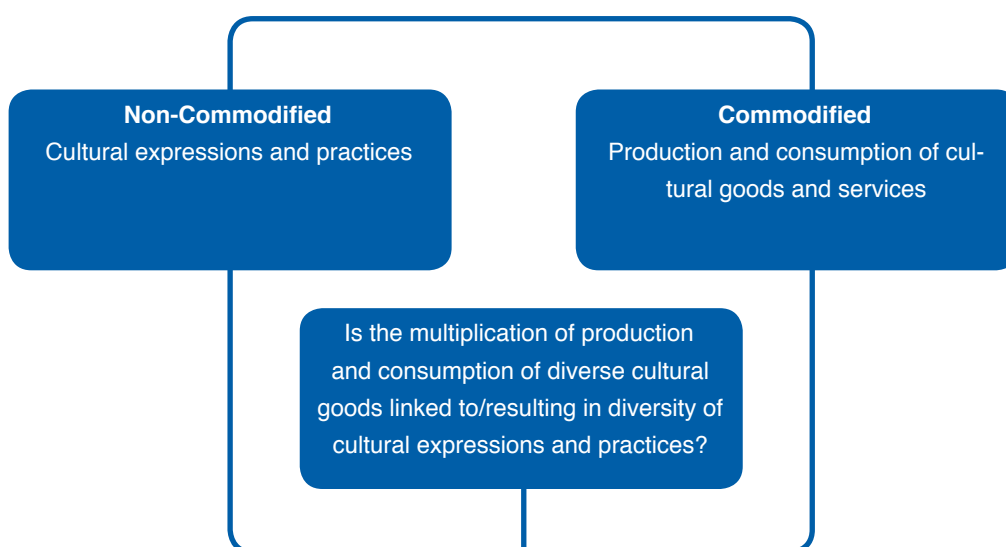 Non-Commodified
Cultural expressions and practices
Commodified
Production and consumption of cul-
tural goods and services
Is the multiplication of production
and consumption of diverse cultural
goods linked to/resulting in diversity of
cultural expressions and practices?